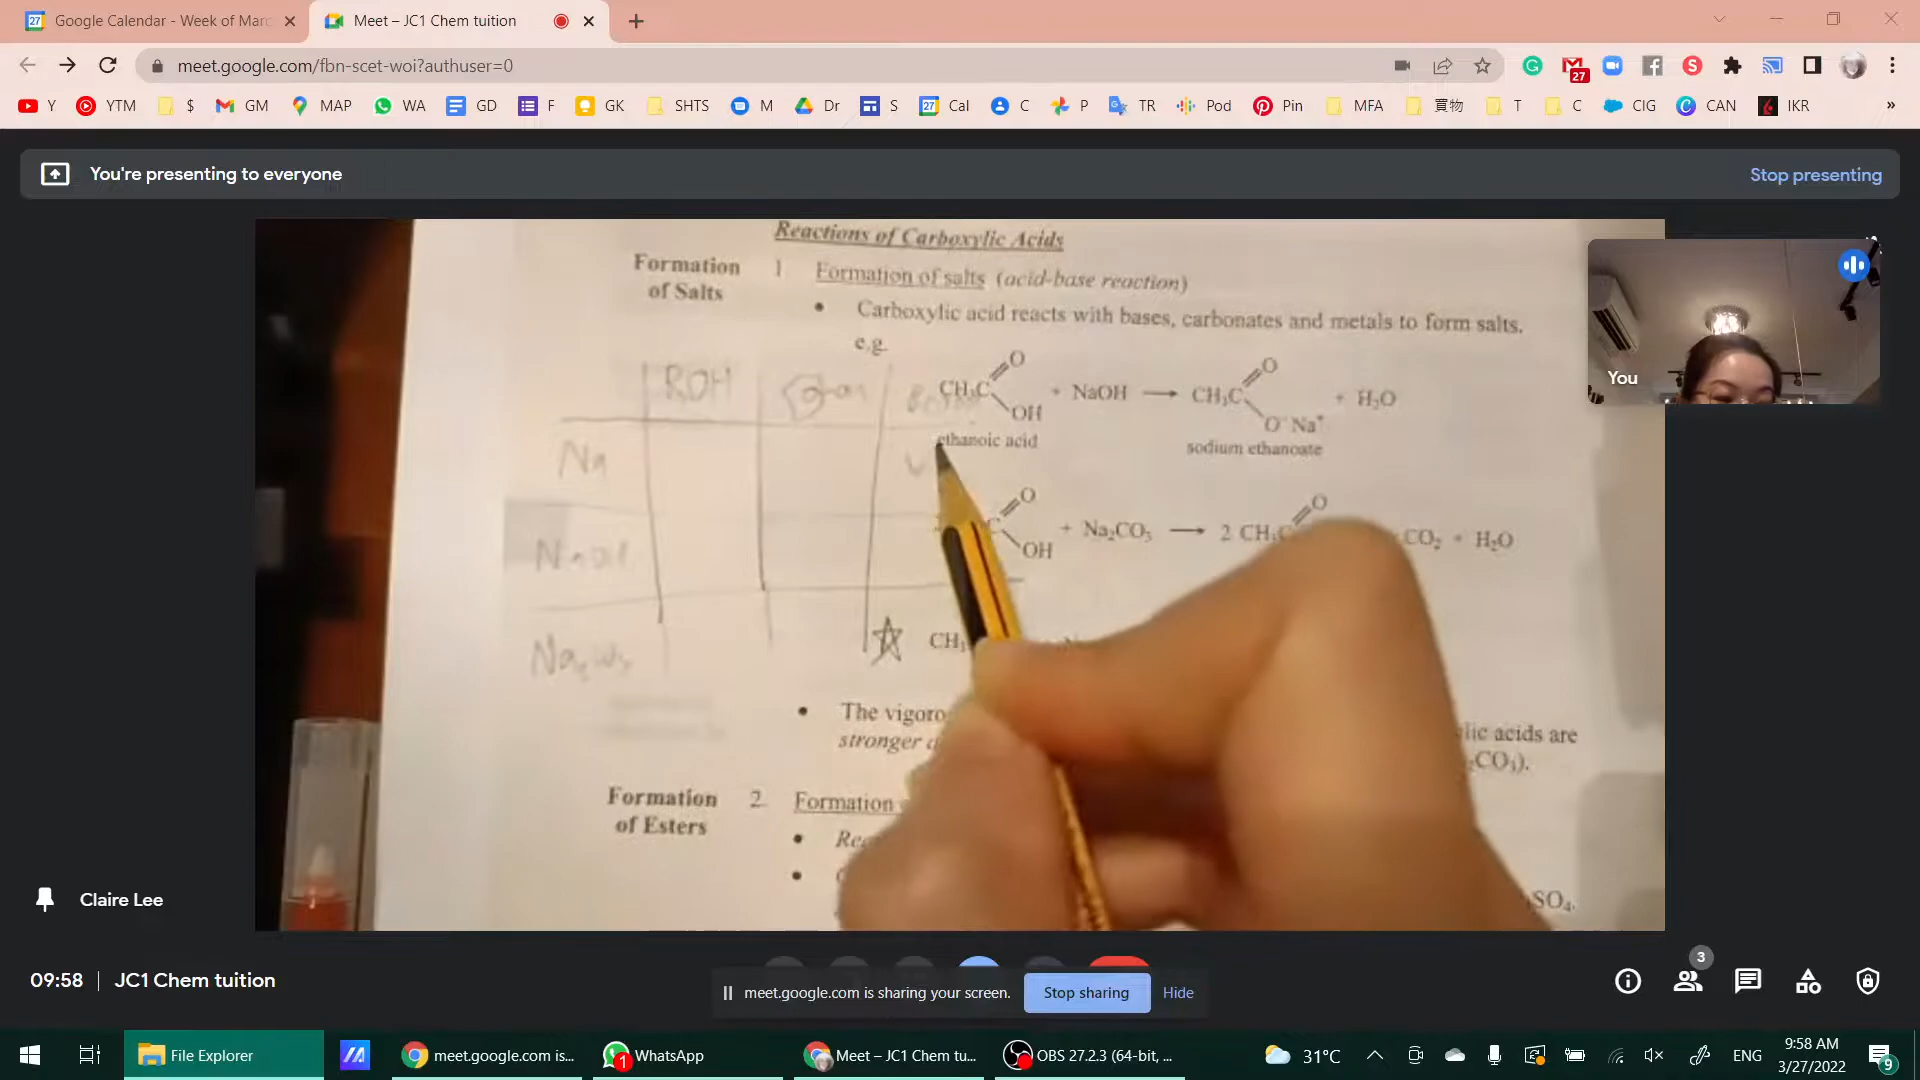 Google Calendar - Week of Marc
Meet – JC1 Chem tuition
meet.google.com/fbn-scet-woi?authuser=0
27
Y YTM $ GM MAP WA GD F GK SHTS M Dr S Cal C P TR Pod Pin MFA 買物 T C CIG CAN IKR »
You're presenting to everyone
Stop presenting
Reactions of Carboxylic Acids
Formation of Salts
1 Formation of salts (acid-base reaction)
• Carboxylic acid reacts with bases, carbonates and metals to form salts.
e.g.
CH₃C O OH + NaOH → CH₃C O O⁻Na⁺ + H₂O
ethanoic acid
sodium ethanoate
O OH + Na₂CO₃ → 2 CH₃C O CO₂ + H₂O
CH₃
ROH
Na
NaOH
Na₂CO₃
• The vigoro
lic acids are
stronger
₂CO₃).
Formation of Esters
2. Formation
•
•
SO₄.
You
Claire Lee
09:58 | JC1 Chem tuition
3
meet.google.com is sharing your screen.
Stop sharing
Hide
File Explorer
meet.google.com is...
1
WhatsApp
Meet – JC1 Chem tu...
OBS 27.2.3 (64-bit, ...
31°C
ENG
9:58 AM
3/27/2022
9